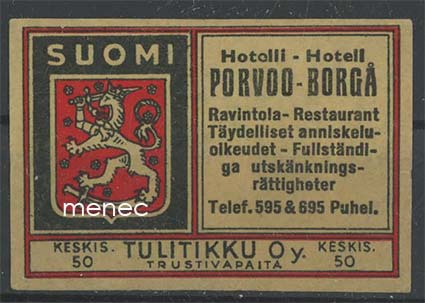 SUOMI
menec
Hotelli - Hotell
PORVOO - BORGÅ
Ravintola - Restaurant
Täydelliset anniskelu-
oikeudet - Fullständi-
ga utskänknings-
rättigheter
Telef. 595 & 695 Puhel.
KESKIS. 50
TULITIKKU Oy.
TRUSTIVAPAITA
KESKIS. 50